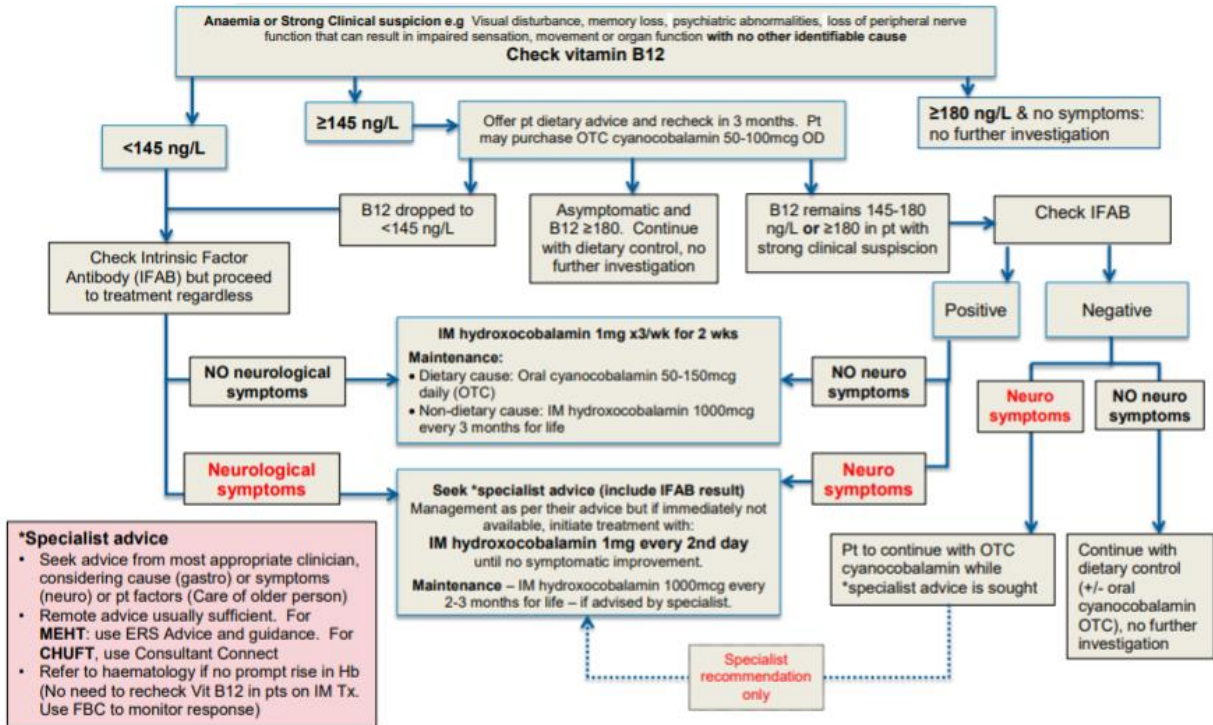 Anaemia or Strong Clinical suspicion e.g Visual disturbance, memory loss, psychiatric abnormalities, loss of peripheral nerve
function that can result in impaired sensation, movement or organ function with no other identifiable cause
Check vitamin B12
<145 ng/L
≥145 ng/L
Offer pt dietary advice and recheck in 3 months. Pt
may purchase OTC cyanocobalamin 50-100mcg OD
≥180 ng/L & no symptoms:
no further investigation
B12 dropped to
<145 ng/L
Asymptomatic and
B12 ≥180. Continue
with dietary control, no
further investigation
B12 remains 145-180
ng/L or ≥180 in pt with
strong clinical suspiscion
Check IFAB
Check Intrinsic Factor
Antibody (IFAB) but proceed
to treatment regardless
Positive
Negative
NO neurological
symptoms
IM hydroxocobalamin 1mg x3/wk for 2 wks
Maintenance:
• Dietary cause: Oral cyanocobalamin 50-150mcg
daily (OTC)
• Non-dietary cause: IM hydroxocobalamin 1000mcg
every 3 months for life
NO neuro
symptoms
Neuro
symptoms
NO neuro
symptoms
Neurological
symptoms
Seek *specialist advice (include IFAB result)
Management as per their advice but if immediately not
available, initiate treatment with:
IM hydroxocobalamin 1mg every 2nd day
until no symptomatic improvement.
Maintenance – IM hydroxocobalamin 1000mcg every
2-3 months for life – if advised by specialist.
Neuro
symptoms
Pt to continue with OTC
cyanocobalamin while
*specialist advice is sought
Continue with
dietary control
(+/- oral
cyanocobalamin
OTC), no further
investigation
Specialist
recommendation
only
*Specialist advice
• Seek advice from most appropriate clinician,
considering cause (gastro) or symptoms
(neuro) or pt factors (Care of older person)
• Remote advice usually sufficient. For
MEHT: use ERS Advice and guidance. For
CHUFT, use Consultant Connect
• Refer to haematology if no prompt rise in Hb
(No need to recheck Vit B12 in pts on IM Tx.
Use FBC to monitor response)